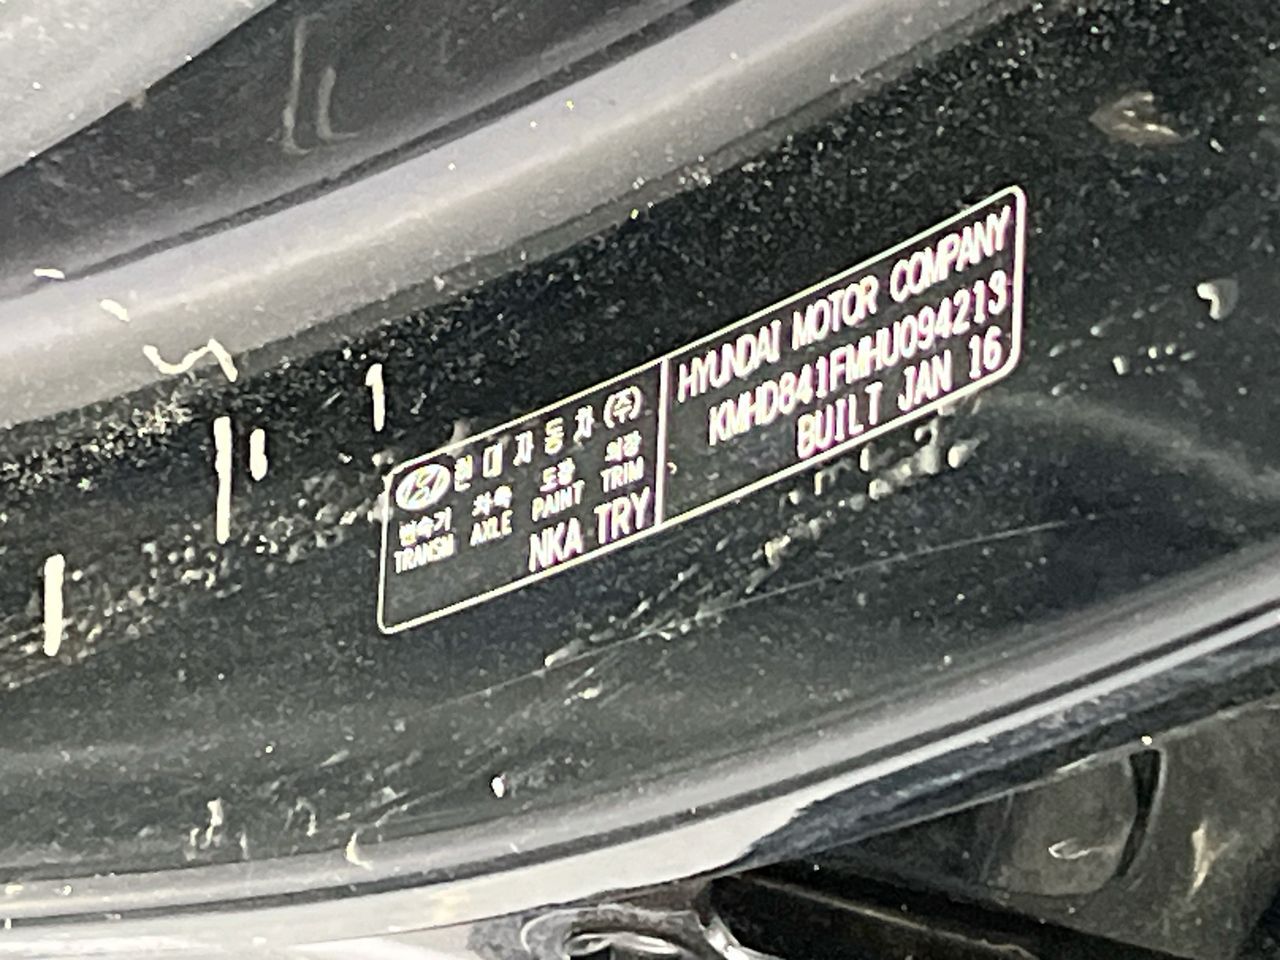 현 대 자 동 차 (주)
변속기 차축 도장 의장
TRANSM AXLE PAINT TRIM
NKA TRY
HYUNDAI MOTOR COMPANY
KMHD841FMHU094213
BUILT JAN 16